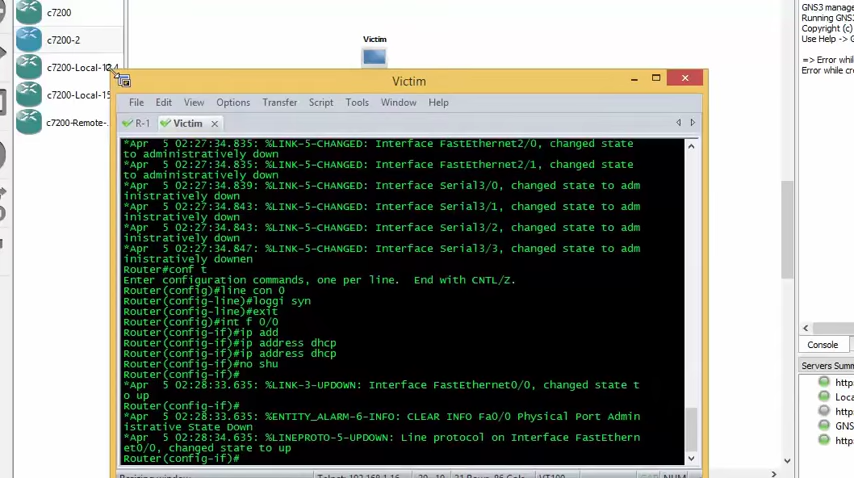 c7200
c7200-2
c7200-Local-12.4
c7200-Local-15
c7200-Remote-.
Victim
GNS3 manage
Running GNS3
Copyright (c)
Use Help -> G
=> Error while
Error while cre
Victim
File Edit View Options Transfer Script Tools Window Help
R-1 Victim
*Apr  5 02:27:34.835: %LINK-5-CHANGED: Interface FastEthernet2/0, changed state
to administratively down
*Apr  5 02:27:34.835: %LINK-5-CHANGED: Interface FastEthernet2/1, changed state
to administratively down
*Apr  5 02:27:34.839: %LINK-5-CHANGED: Interface Serial3/0, changed state to adm
inistratively down
*Apr  5 02:27:34.843: %LINK-5-CHANGED: Interface Serial3/1, changed state to adm
inistratively down
*Apr  5 02:27:34.843: %LINK-5-CHANGED: Interface Serial3/2, changed state to adm
inistratively down
*Apr  5 02:27:34.847: %LINK-5-CHANGED: Interface Serial3/3, changed state to adm
inistratively downen
Router#conf t
Enter configuration commands, one per line.  End with CNTL/Z.
Router(config)#line con 0
Router(config-line)#loggi syn
Router(config-line)#exit
Router(config)#int f 0/0
Router(config-if)#ip add
Router(config-if)#ip address dhcp
Router(config-if)#ip address dhcp
Router(config-if)#no shu
Router(config-if)#
*Apr  5 02:28:33.635: %LINK-3-UPDOWN: Interface FastEthernet0/0, changed state t
o up
Router(config-if)#
*Apr  5 02:28:33.635: %ENTITY_ALARM-6-INFO: CLEAR INFO Fa0/0 Physical Port Admin
istrative State Down
*Apr  5 02:28:34.635: %LINEPROTO-5-UPDOWN: Line protocol on Interface FastEthern
et0/0, changed state to up
Router(config-if)#
Console
Servers Summ
http:
Loca
http:
GNS
http: